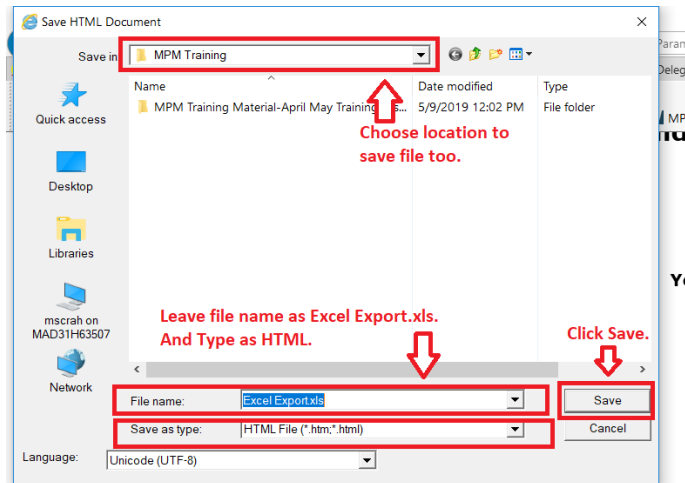 Save HTML Document
Save in
MPM Training
Param
Deleg
Name
Date modified
Type
MPM Training Material-April May Training
5/9/2019 12:02 PM
File folder
Quick access
MP
Choose location to
save file too.
Desktop
Libraries
Leave file name as Excel Export.xls.
And Type as HTML.
Click Save.
mscrah on
MAD31H63507
Network
File name:
Excel Export.xls
Save
Save as type:
HTML File (*.htm;*.html)
Cancel
Language:
Unicode (UTF-8)